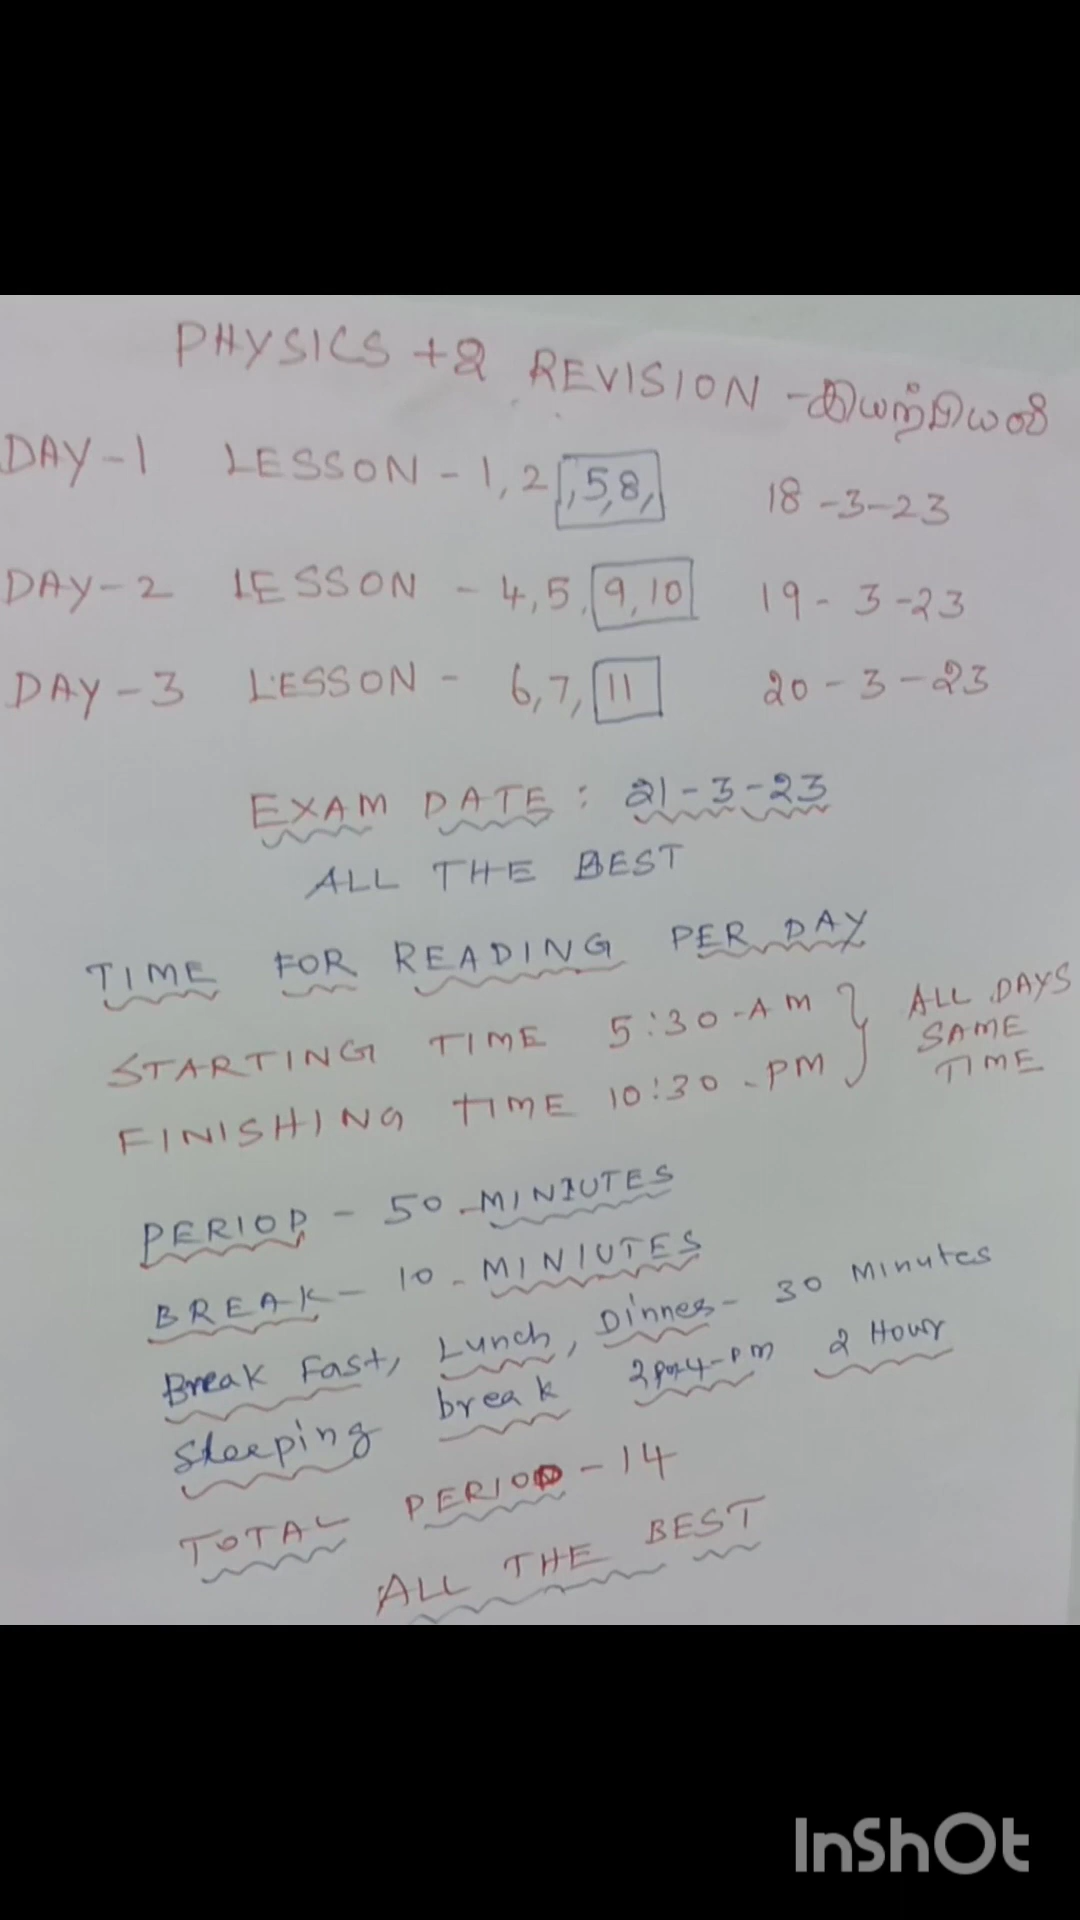 PHYSICS +2 REVISION - இயற்பியல்
DAY-1 LESSON - 1, 2, 5, 8, 18-3-23
DAY-2 LESSON - 4, 5, 9, 10 19-3-23
DAY-3 LESSON - 6, 7, 11 20-3-23
EXAM DATE: 21-3-23
ALL THE BEST
TIME FOR READING PER DAY
STARTING TIME 5:30-AM } ALL DAYS SAME TIME
FINISHING TIME 10:30-PM
PERIOD - 50-MINIUTES
BREAK - 10-MINIUTES
Break Fast, Lunch, Dinner - 30 Minutes
Sleeping break 4-PM 2 Hour
TOTAL PERIOD - 14
ALL THE BEST
InShOt